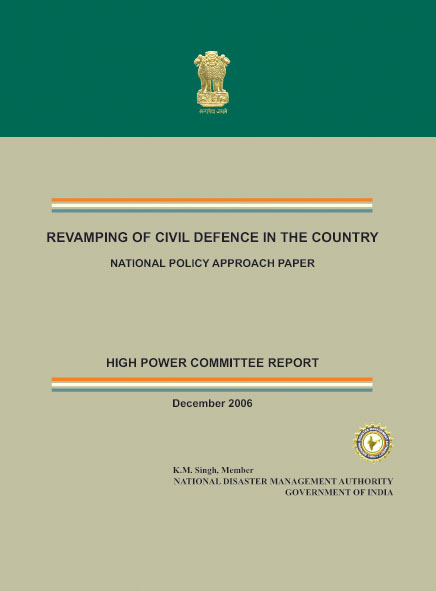 REVAMPING OF CIVIL DEFENCE IN THE COUNTRY
NATIONAL POLICY APPROACH PAPER
HIGH POWER COMMITTEE REPORT
December 2006
K.M. Singh, Member
NATIONAL DISASTER MANAGEMENT AUTHORITY
GOVERNMENT OF INDIA